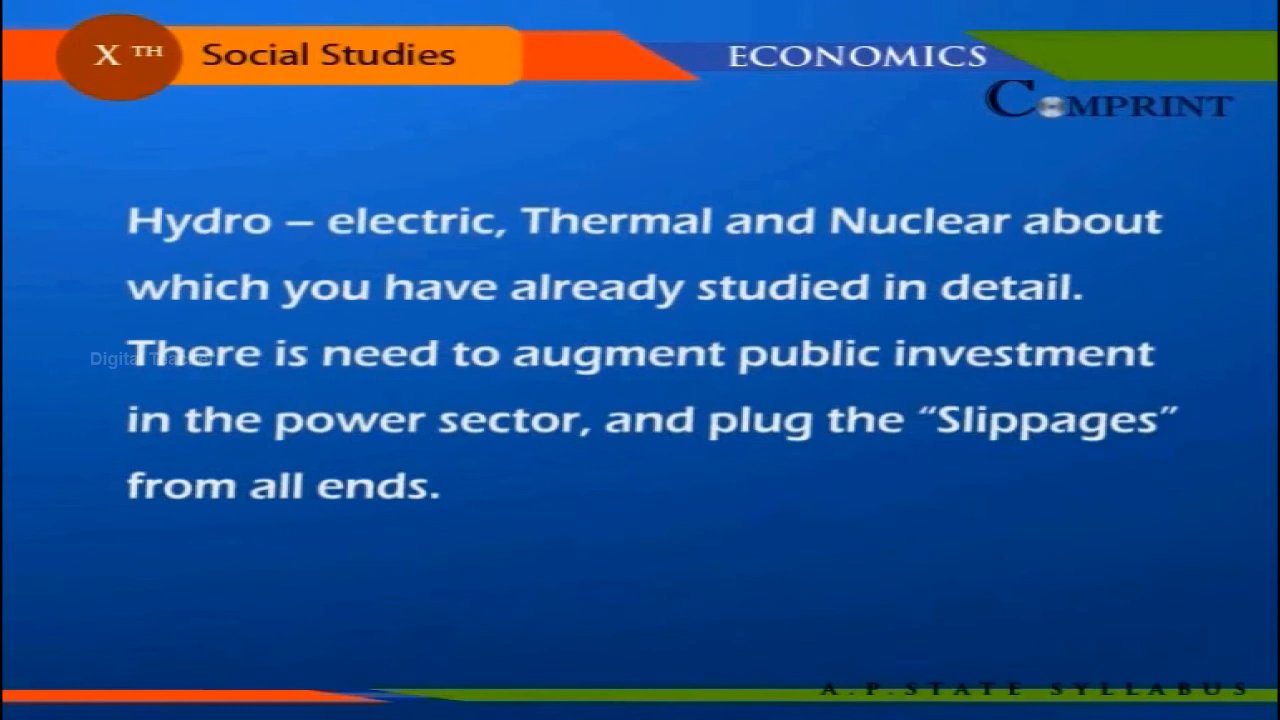 X TH Social Studies ECONOMICS
COMPRINT
Hydro – electric, Thermal and Nuclear about
which you have already studied in detail.
There is need to augment public investment
in the power sector, and plug the “Slippages”
from all ends.
Digital Teacher
A.P.STATE SYLLABUS